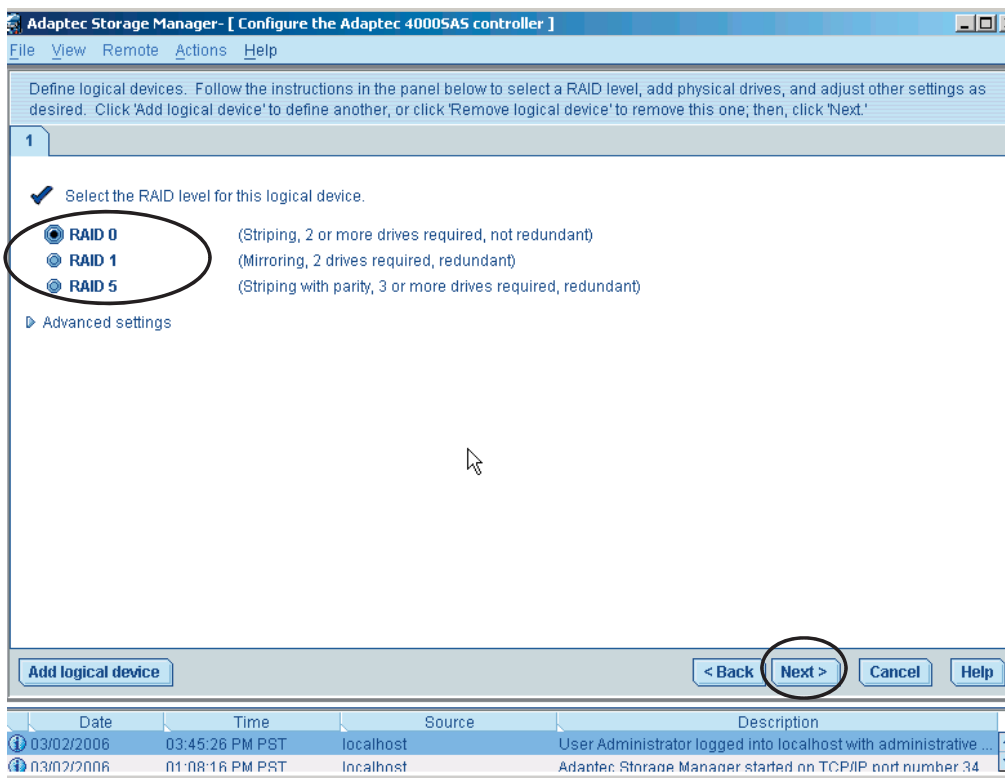 Adaptec Storage Manager- [ Configure the Adaptec 4000SAS controller ]
File View Remote Actions Help
Define logical devices. Follow the instructions in the panel below to select a RAID level, add physical drives, and adjust other settings as
desired. Click 'Add logical device' to define another, or click 'Remove logical device' to remove this one; then, click 'Next.'
1
Select the RAID level for this logical device.
RAID 0 (Striping, 2 or more drives required, not redundant)
RAID 1 (Mirroring, 2 drives required, redundant)
RAID 5 (Striping with parity, 3 or more drives required, redundant)
Advanced settings
Add logical device < Back Next > Cancel Help
Date Time Source Description
03/02/2006 03:45:26 PM PST localhost User Administrator logged into localhost with administrative ...
03/02/2006 01:08:16 PM PST localhost Adaptec Storage Manager started on TCP/IP port number 34